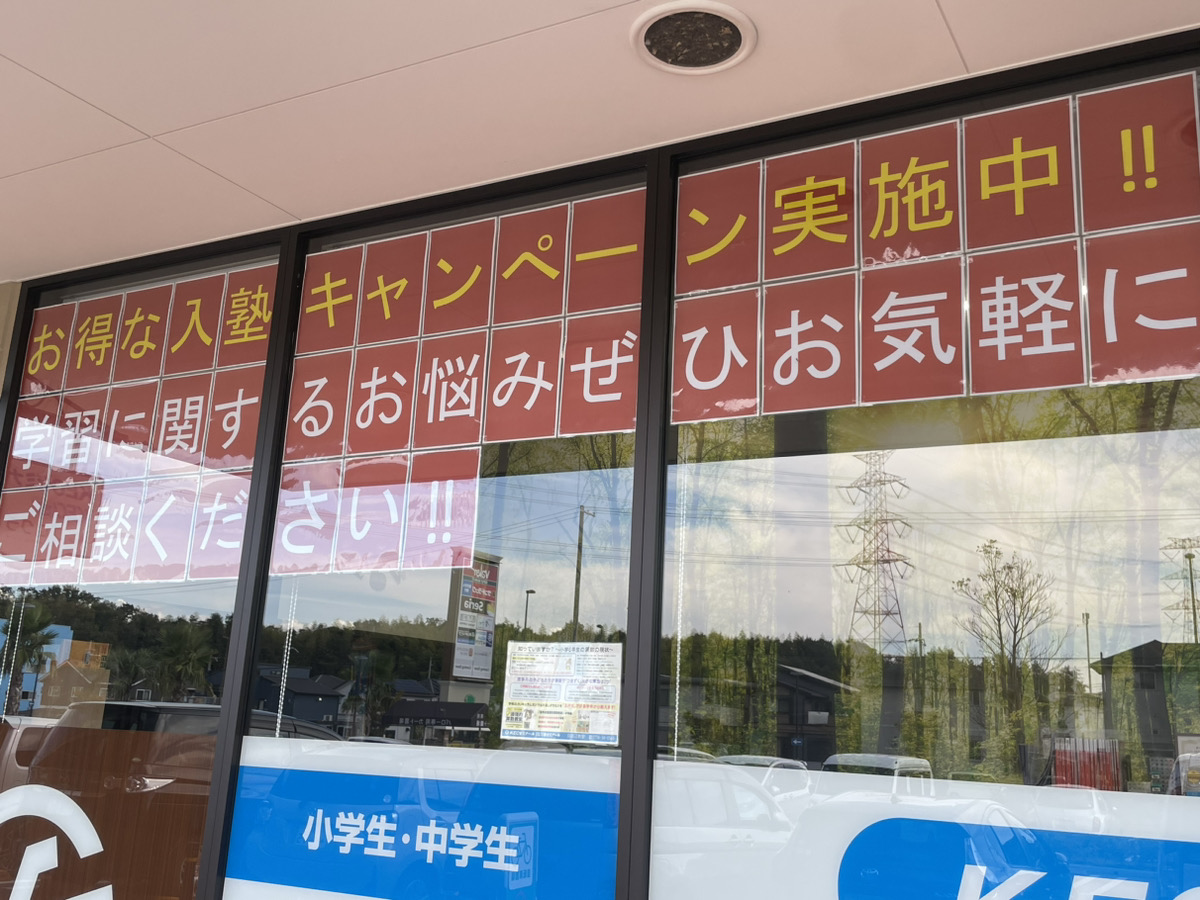 お得な入塾キャンペーン実施中!!
学習に関するお悩みぜひお気軽に
ご相談ください!!
Seria
小学生・中学生